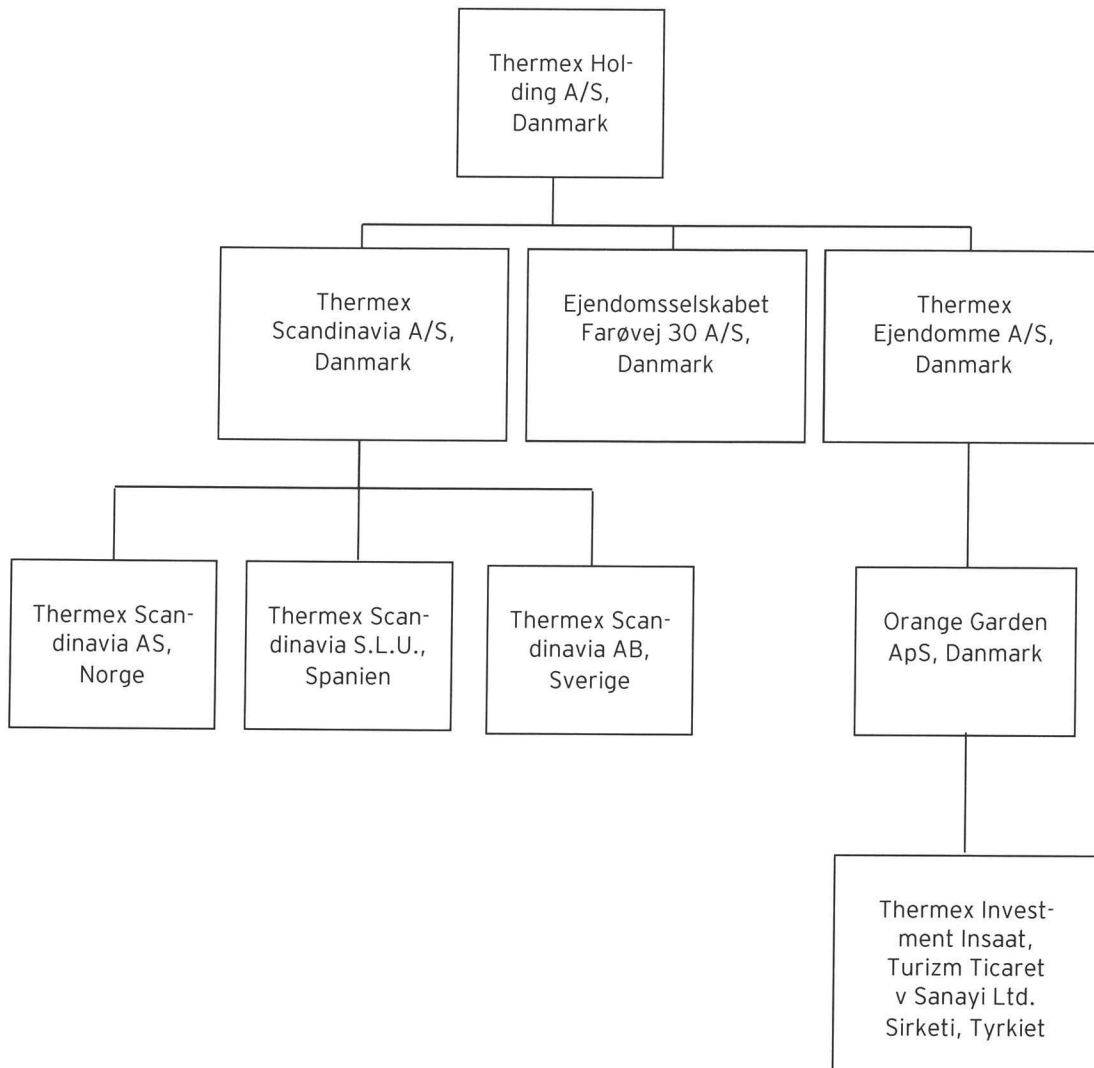 Thermex Hol-
ding A/S,
Danmark
Thermex
Scandinavia A/S,
Danmark
Ejendomsselskabet
Farøvej 30 A/S,
Danmark
Thermex
Ejendomme A/S,
Danmark
Thermex Scan-
dinavia AS,
Norge
Thermex Scan-
dinavia S.L.U.,
Spanien
Thermex Scan-
dinavia AB,
Sverige
Orange Garden
ApS, Danmark
Thermex Invest-
ment Insaat,
Turizm Ticaret
v Sanayi Ltd.
Sirketi, Tyrkiet